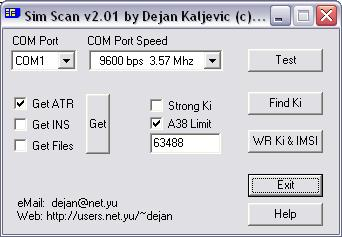 Sim Scan v2.01 by Dejan Kaljevic (c)...
COM Port
COM Port Speed
COM1
9600 bps 3.57 Mhz
Test
Get ATR
Get INS
Get Files
Get
Strong Ki
A38 Limit
63488
Find Ki
WR Ki & IMSI
Exit
Help
eMail: dejan@net.yu
Web: http://users.net.yu/~dejan